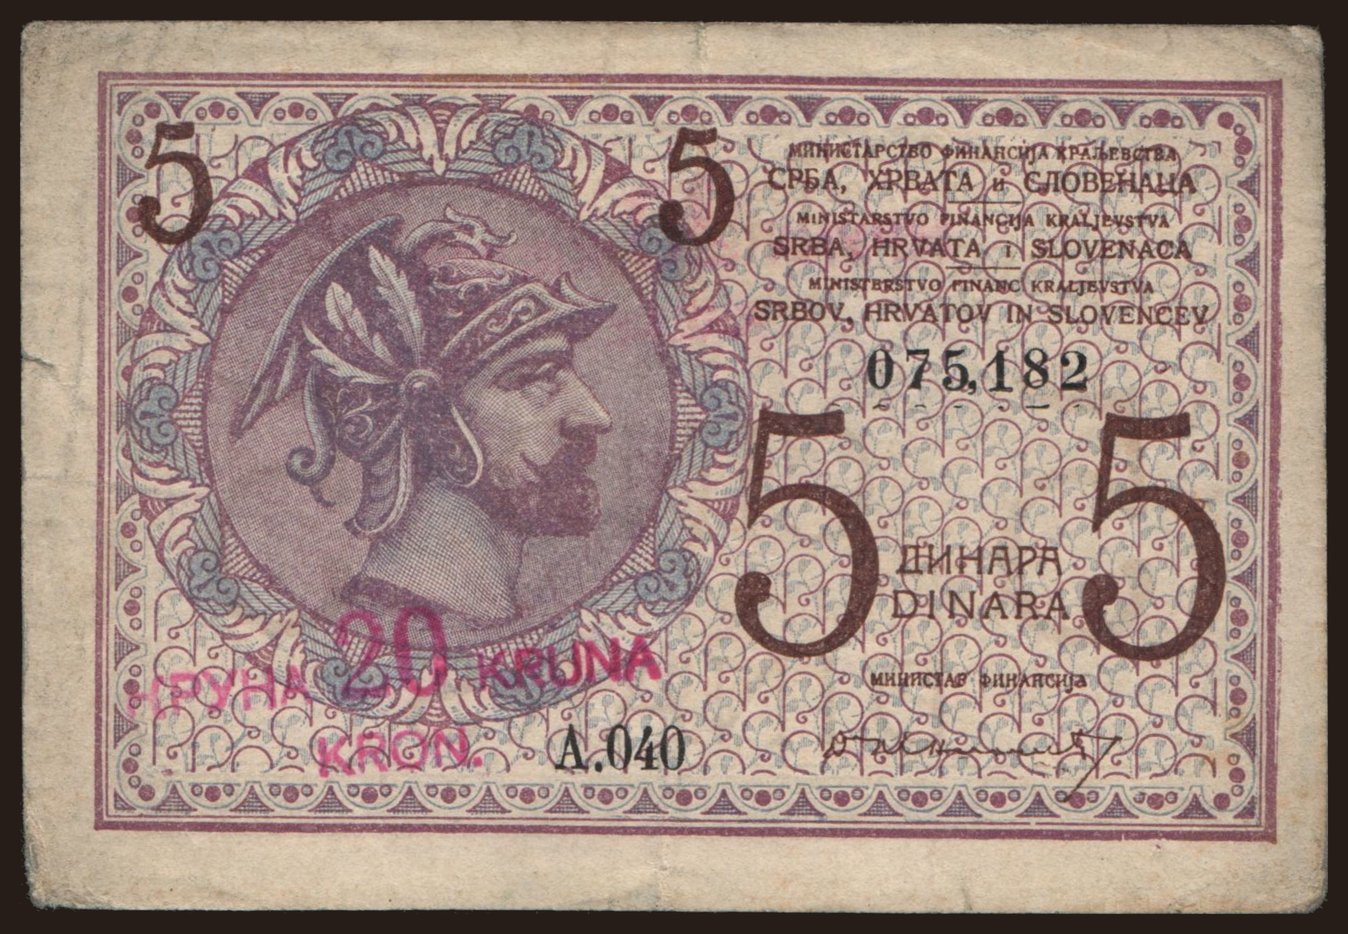 5 5
МИНИСТАРСТВО ФИНАНСИЈА КРАЉЕВСТВА
СРБА, ХРВАТА и СЛОВЕНАЦА
MINISTARSTVO FINANCIJA KRALJEVSTVA
SRBA, HRVATA i SLOVENACA
MINISTERSTVO FINANC KRALJEVSTVA
SRBOV, HRVATOV IN SLOVENCEV
075,182
5 5
ДИНАРА
DINARA
МИНИСТАР ФИНАНСИЈА
КРУНА 20 KRUNA
KRON.
A.040